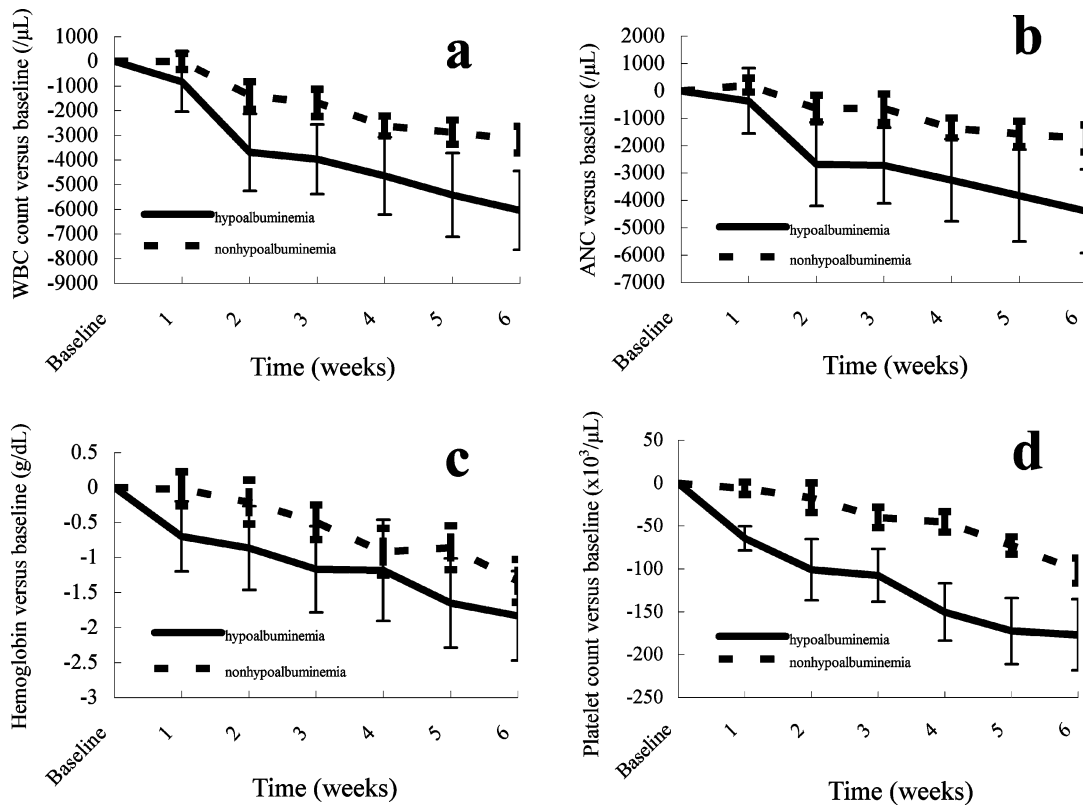 a
WBC count versus baseline (/µL)
1000
0
-1000
-2000
-3000
-4000
-5000
-6000
-7000
-8000
-9000
hypoalbuminemia
nonhypoalbuminemia
Baseline 1 2 3 4 5 6
Time (weeks)
b
ANC versus baseline (/µL)
2000
1000
0
-1000
-2000
-3000
-4000
-5000
-6000
-7000
hypoalbuminemia
nonhypoalbuminemia
Baseline 1 2 3 4 5 6
Time (weeks)
c
Hemoglobin versus baseline (g/dL)
0.5
0
-0.5
-1
-1.5
-2
-2.5
-3
hypoalbuminemia
nonhypoalbuminemia
Baseline 1 2 3 4 5 6
Time (weeks)
d
Platelet count versus baseline (x10³/µL)
50
0
-50
-100
-150
-200
-250
hypoalbuminemia
nonhypoalbuminemia
Baseline 1 2 3 4 5 6
Time (weeks)